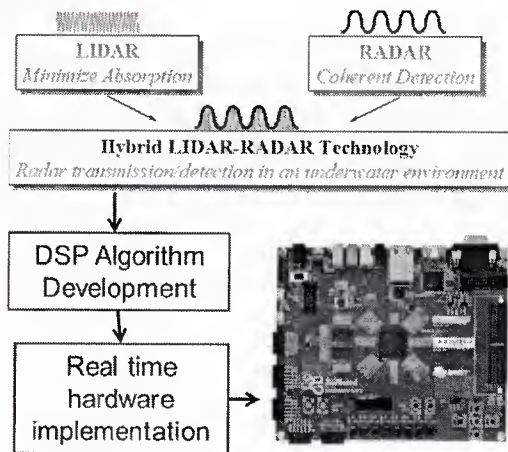 LIDAR
Minimize Absorption
RADAR
Coherent Detection
Hybrid LIDAR-RADAR Technology
Radar transmission/detection in an underwater environment
DSP Algorithm
Development
Real time
hardware
implementation